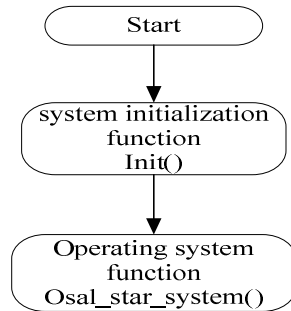 Start
system initialization
function
Init()
Operating system
function
Osal_star_system()